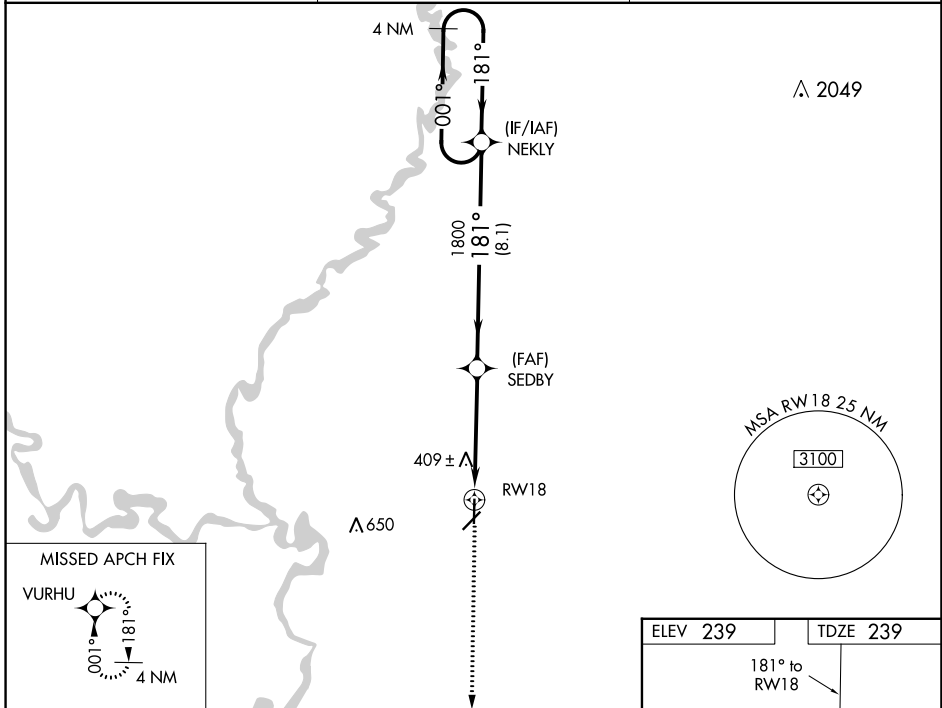 4 NM
181°
001°
2049
(IF/IAF)
NEKLY
1800
181°
(8.1)
(FAF)
SEDBY
MSA RW18 25 NM
3100
409 ±
RW18
650
MISSED APCH FIX
VURHU
001°
181°
4 NM
ELEV 239
TDZE 239
181° to
RW18